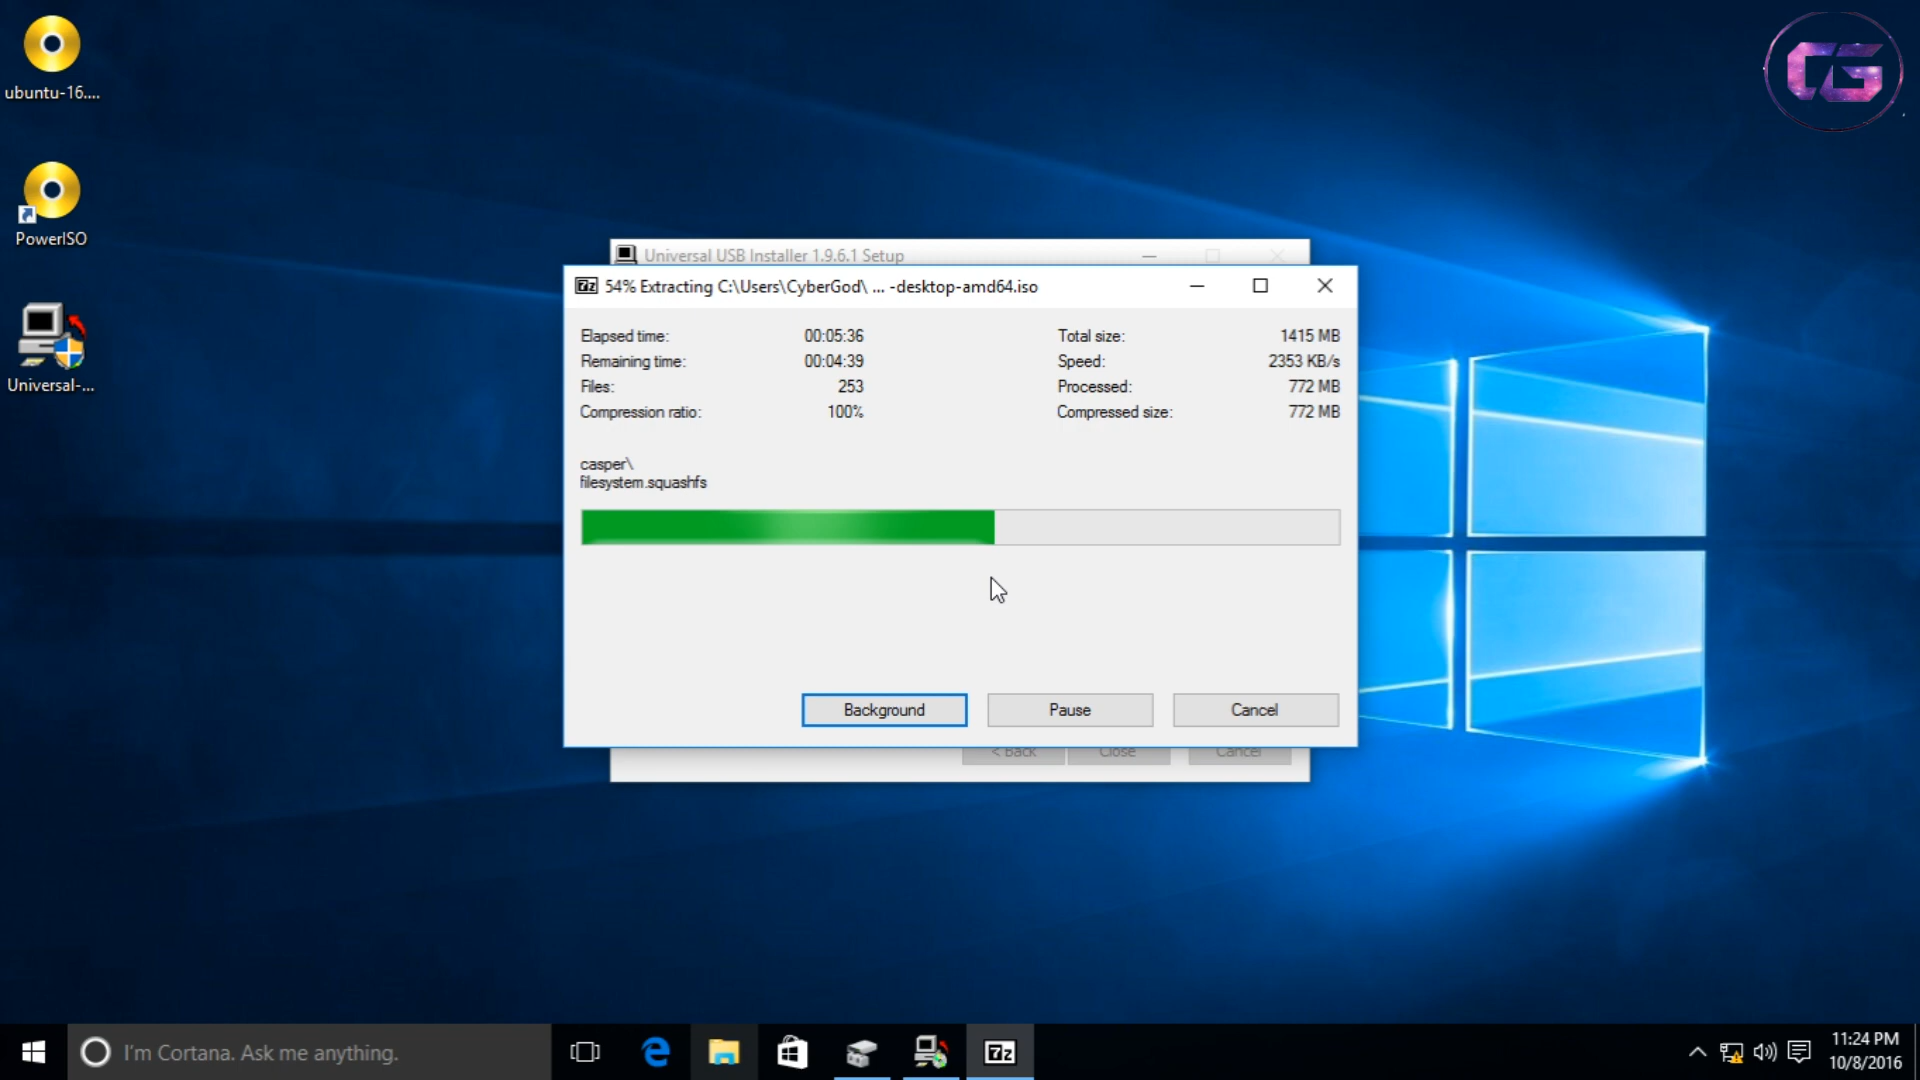 ubuntu-16....
PowerISO
Universal-...
CG
Universal USB Installer 1.9.6.1 Setup
7z 54% Extracting C:\Users\CyberGod\ ... -desktop-amd64.iso
Elapsed time: 00:05:36 Total size: 1415 MB
Remaining time: 00:04:39 Speed: 2353 KB/s
Files: 253 Processed: 772 MB
Compression ratio: 100% Compressed size: 772 MB
casper\
filesystem.squashfs
Background Pause Cancel
< Back Close Cancel
I'm Cortana. Ask me anything.
7z
11:24 PM
10/8/2016